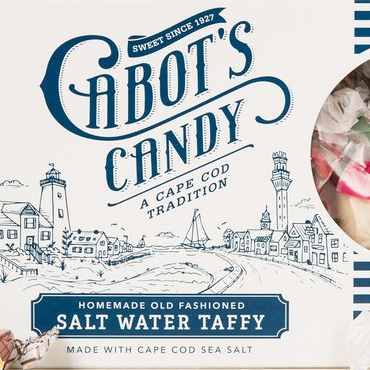 SWEET SINCE 1927
CABOT'S
CANDY
A CAPE COD
TRADITION
HOMEMADE OLD FASHIONED
SALT WATER TAFFY
MADE WITH CAPE COD SEA SALT